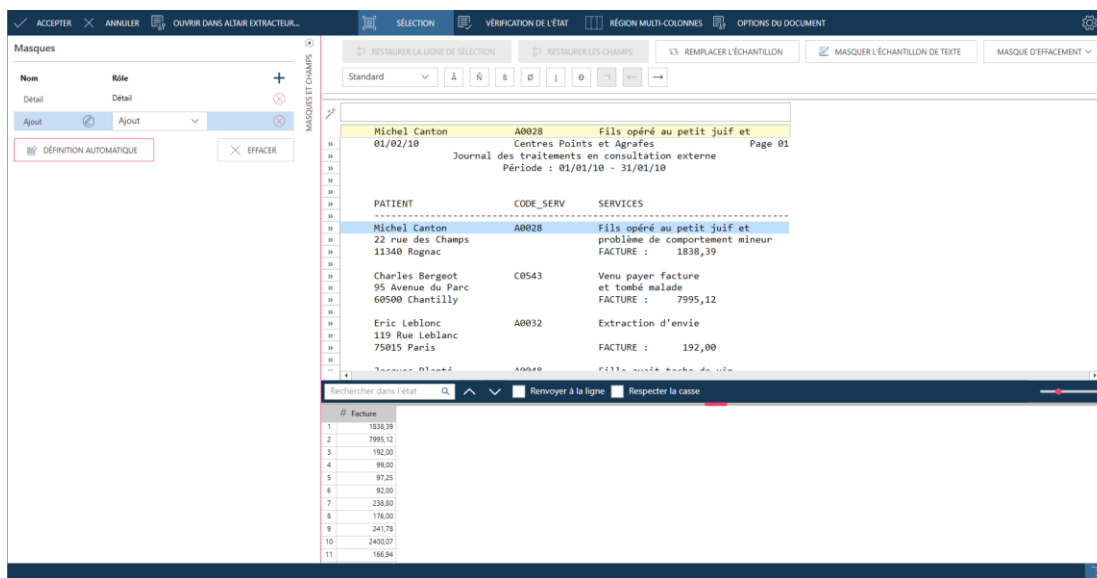 ACCEPTER ANNULER OUVRIR DANS ALTAIR EXTRACTEUR... SÉLECTION VÉRIFICATION DE L'ÉTAT RÉGION MULTI-COLONNES OPTIONS DU DOCUMENT
Masques
Nom Rôle
Détail Détail
Ajout Ajout
DÉFINITION AUTOMATIQUE EFFACER
MASQUES ET CHAMPS
RESTAURER LA LIGNE DE SÉLECTION RESTAURER LES CHAMPS REMPLACER L'ÉCHANTILLON MASQUER L'ÉCHANTILLON DE TEXTE MASQUE D'EFFACEMENT
Standard Ã Ñ ß Ø | Θ ¬ ← →
Michel Canton A0028 Fils opéré au petit juif et
01/02/10 Centres Points et Agrafes Page 01
Journal des traitements en consultation externe
Période : 01/01/10 - 31/01/10
PATIENT CODE_SERV SERVICES
Michel Canton A0028 Fils opéré au petit juif et
22 rue des Champs problème de comportement mineur
11340 Rognac FACTURE : 1838,39
Charles Bergeot C0543 Venu payer facture
95 Avenue du Parc et tombé malade
60500 Chantilly FACTURE : 7995,12
Eric Leblonc A0032 Extraction d'envie
119 Rue Leblanc
75015 Paris FACTURE : 192,00
Rechercher dans l'état Renvoyer à la ligne Respecter la casse
# Facture
1 1838,39
2 7995,12
3 192,00
4 99,00
5 97,25
6 92,00
7 238,80
8 176,00
9 241,78
10 2400,07
11 166,94